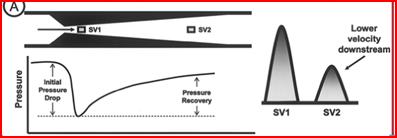 A
SV1
SV2
Lower
velocity
downstream
Pressure
Initial
Pressure
Drop
Pressure
Recovery
SV1
SV2